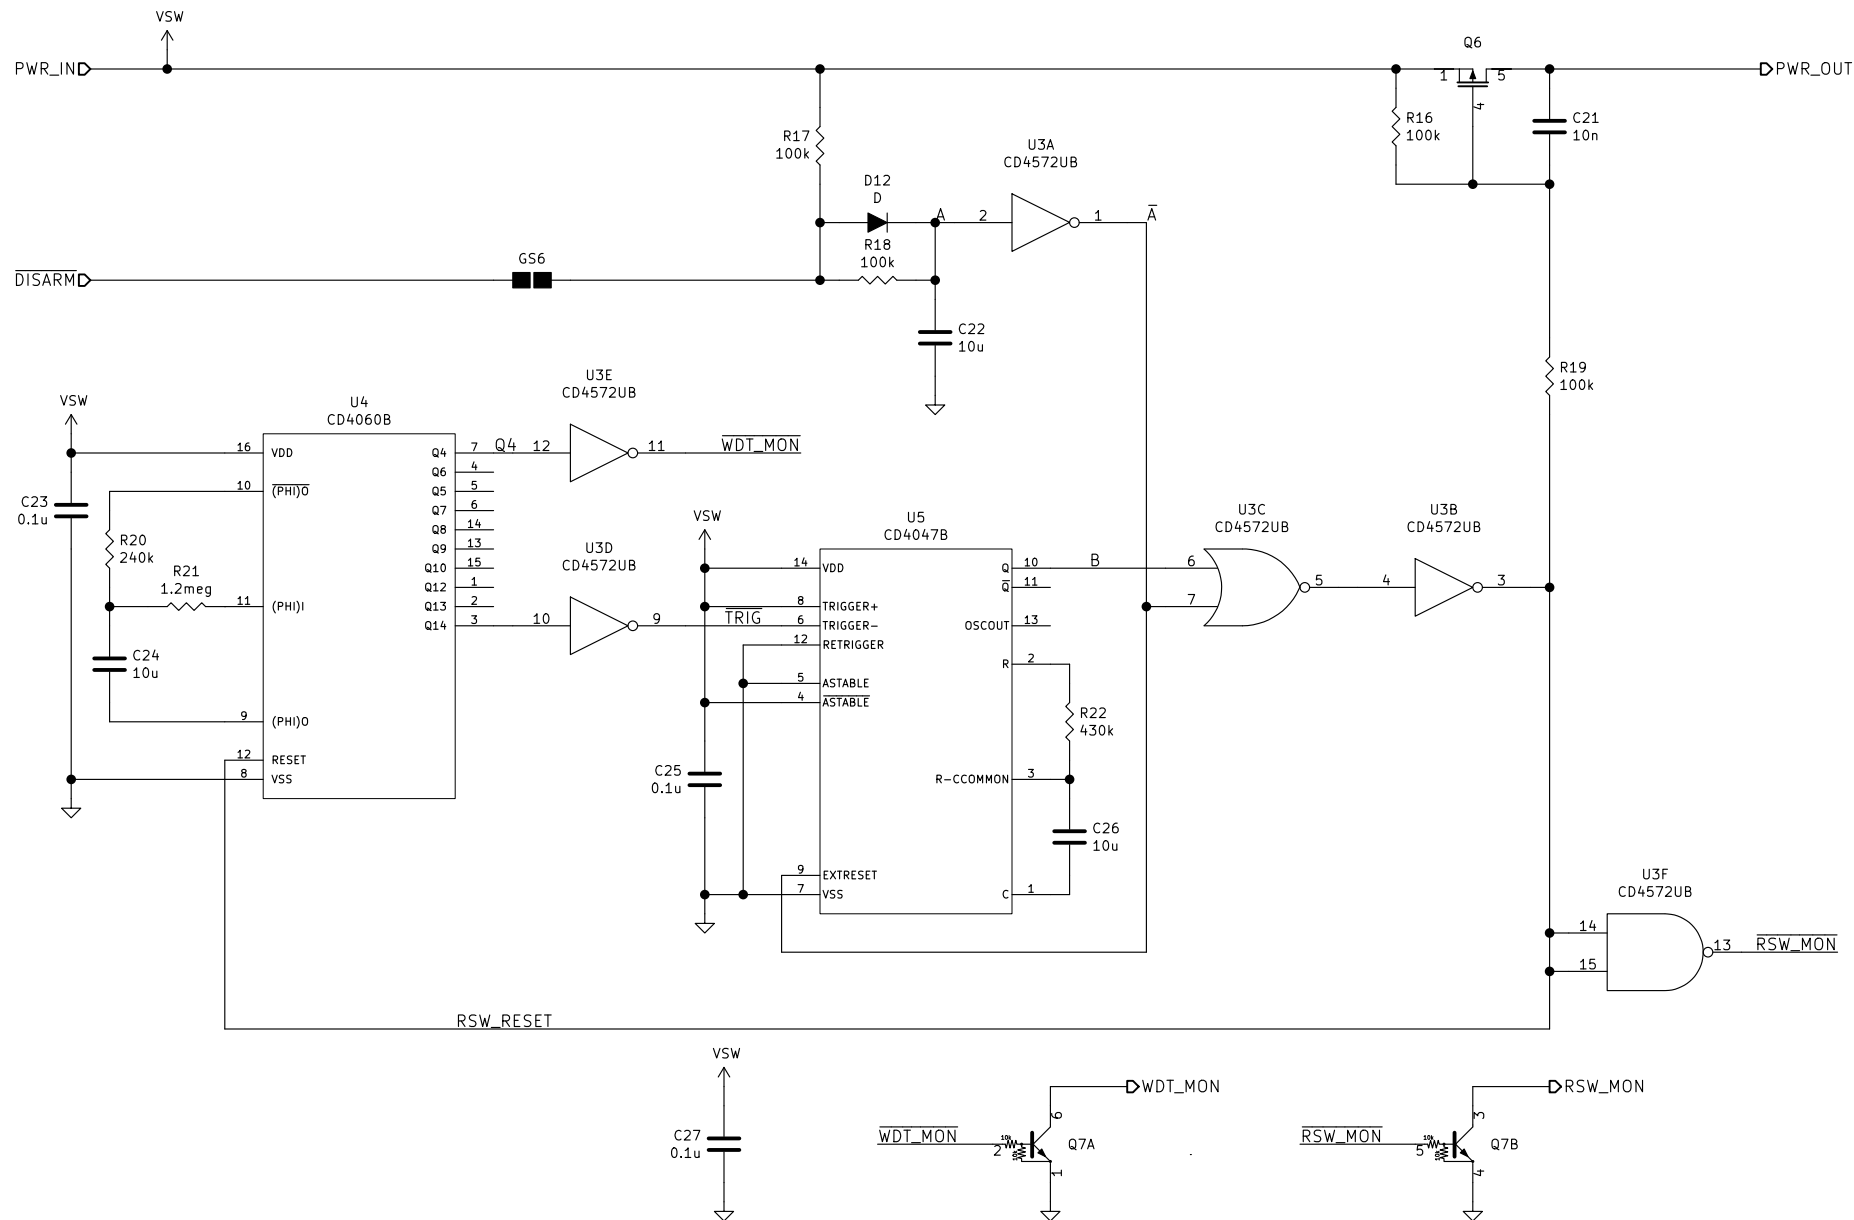 VSW
PWR_IN
Q6
1
5
4
PWR_OUT
R17
100k
R16
100k
C21
10n
U3A
CD4572UB
D12
D
A
2
1
A
R18
100k
DISARM
GS6
C22
10u
R19
100k
VSW
U4
CD4060B
U3E
CD4572UB
16
VDD
Q4
7
Q4
12
11
WDT_MON
Q6
4
10
(PHI)O
Q5
5
C23
0.1u
Q7
6
Q8
14
R20
240k
Q9
13
Q10
15
R21
1.2meg
Q12
1
11
(PHI)I
Q13
2
Q14
3
U3D
CD4572UB
10
9
TRIG
C24
10u
9
(PHI)O
12
RESET
8
VSS
VSW
U5
CD4047B
14
VDD
Q
10
B
Q
11
8
TRIGGER+
6
TRIGGER-
OSCOUT
13
12
RETRIGGER
R
2
5
ASTABLE
4
ASTABLE
R22
430k
C25
0.1u
R-CCOMMON
3
C26
10u
9
EXTRESET
7
VSS
C
1
U3C
CD4572UB
6
7
5
U3B
CD4572UB
4
3
U3F
CD4572UB
14
15
13
RSW_MON
RSW_RESET
VSW
C27
0.1u
WDT_MON
6
WDT_MON
10k
2
10k
Q7A
1
RSW_MON
3
RSW_MON
10k
5
10k
Q7B
4